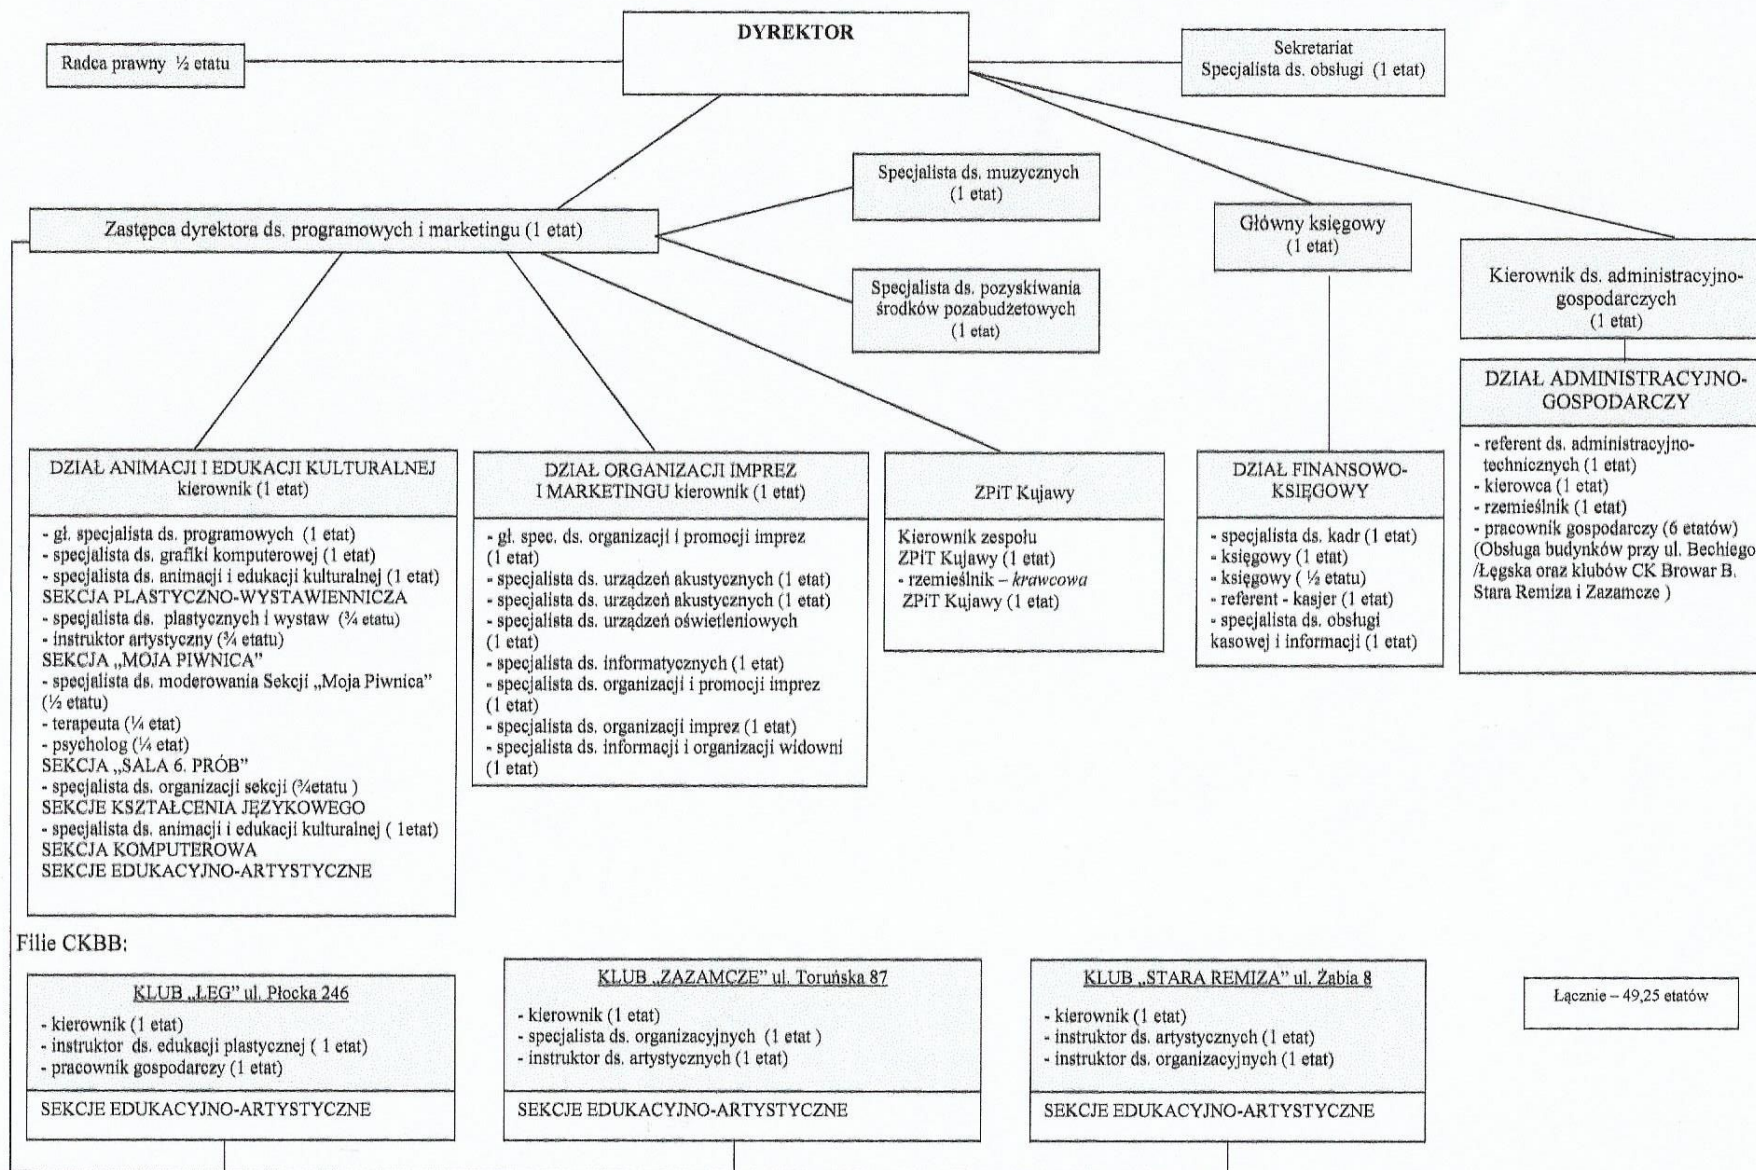 DYREKTOR
Radca prawny ½ etatu
Sekretariat
Specjalista ds. obsługi (1 etat)
Specjalista ds. muzycznych
(1 etat)
Zastępca dyrektora ds. programowych i marketingu (1 etat)
Główny księgowy
(1 etat)
Specjalista ds. pozyskiwania
środków pozabudżetowych
(1 etat)
Kierownik ds. administracyjno-
gospodarczych
(1 etat)
DZIAŁ ADMINISTRACYJNO-
GOSPODARCZY
- referent ds. administracyjno-
technicznych (1 etat)
- kierowca (1 etat)
- rzemieślnik (1 etat)
- pracownik gospodarczy (6 etatów)
(Obsługa budynków przy ul. Bechiego
/Łęgska oraz klubów CK Browar B.
Stara Remiza i Zazamcze )
DZIAŁ ANIMACJI I EDUKACJI KULTURALNEJ
kierownik (1 etat)
- gł. specjalista ds. programowych (1 etat)
- specjalista ds. grafiki komputerowej (1 etat)
- specjalista ds. animacji i edukacji kulturalnej (1 etat)
SEKCJA PLASTYCZNO-WYSTAWIENNICZA
- specjalista ds. plastycznych i wystaw (¾ etatu)
- instruktor artystyczny (¾ etatu)
SEKCJA „MOJA PIWNICA”
- specjalista ds. moderowania Sekcji „Moja Piwnica”
(½ etatu)
- terapeuta (¼ etat)
- psycholog (¼ etat)
SEKCJA „SALA 6. PRÓB”
- specjalista ds. organizacji sekcji (¾etatu )
SEKCJE KSZTAŁCENIA JĘZYKOWEGO
- specjalista ds. animacji i edukacji kulturalnej ( 1etat)
SEKCJA KOMPUTEROWA
SEKCJE EDUKACYJNO-ARTYSTYCZNE
DZIAŁ ORGANIZACJI IMPREZ
I MARKETINGU kierownik (1 etat)
- gł. spec. ds. organizacji i promocji imprez
(1 etat)
- specjalista ds. urządzeń akustycznych (1 etat)
- specjalista ds. urządzeń akustycznych (1 etat)
- specjalista ds. urządzeń oświetleniowych
(1 etat)
- specjalista ds. informatycznych (1 etat)
- specjalista ds. organizacji i promocji imprez
(1 etat)
- specjalista ds. organizacji imprez (1 etat)
- specjalista ds. informacji i organizacji widowni
(1 etat)
ZPiT Kujawy
Kierownik zespołu
ZPiT Kujawy (1 etat)
- rzemieślnik – krawcowa
ZPiT Kujawy (1 etat)
DZIAŁ FINANSOWO-
KSIĘGOWY
- specjalista ds. kadr (1 etat)
- księgowy (1 etat)
- księgowy ( ½ etatu)
- referent - kasjer (1 etat)
- specjalista ds. obsługi
kasowej i informacji (1 etat)
Filie CKBB:
KLUB „ŁEG” ul. Płocka 246
- kierownik (1 etat)
- instruktor ds. edukacji plastycznej ( 1 etat)
- pracownik gospodarczy (1 etat)
SEKCJE EDUKACYJNO-ARTYSTYCZNE
KLUB „ZAZAMCZE” ul. Toruńska 87
- kierownik (1 etat)
- specjalista ds. organizacyjnych (1 etat )
- instruktor ds. artystycznych (1 etat)
SEKCJE EDUKACYJNO-ARTYSTYCZNE
KLUB „STARA REMIZA” ul. Żabia 8
- kierownik (1 etat)
- instruktor ds. artystycznych (1 etat)
- instruktor ds. organizacyjnych (1 etat)
SEKCJE EDUKACYJNO-ARTYSTYCZNE
Łącznie – 49,25 etatów